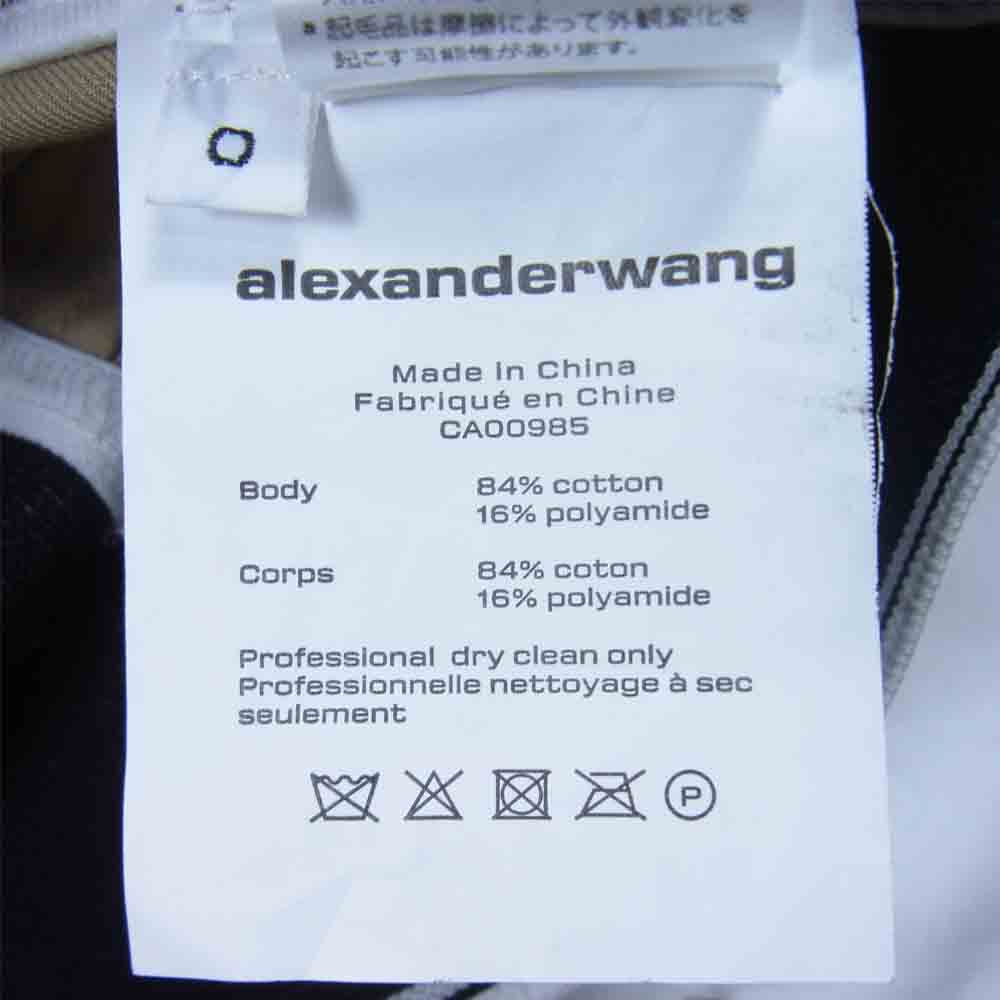 * 起毛品は摩擦によって外観変化を
起こす可能性があります。
O
alexanderwang
Made in China
Fabriqué en Chine
CA00985
Body 84% cotton
16% polyamide
Corps 84% coton
16% polyamide
Professional dry clean only
Professionnelle nettoyage à sec
seulement
P